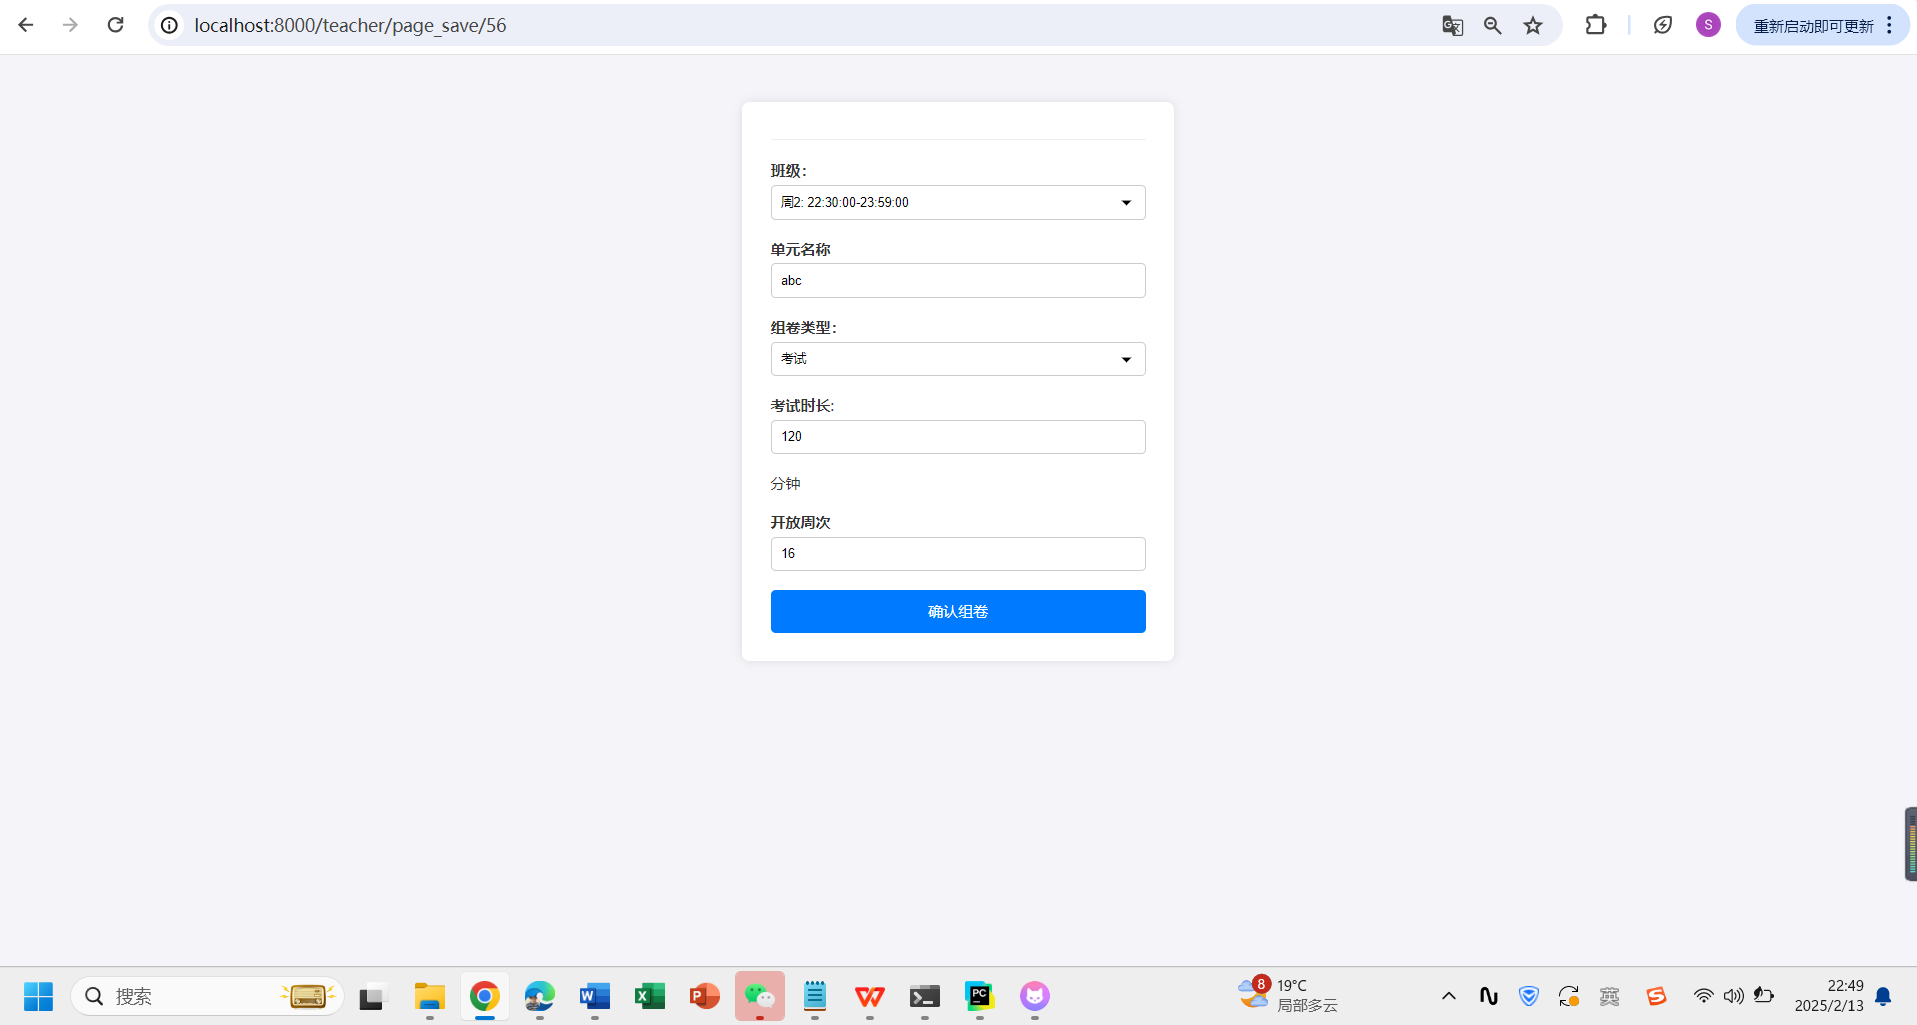 localhost:8000/teacher/page_save/56
S
重新启动即可更新
班级：
周2: 22:30:00-23:59:00
单元名称
abc
组卷类型：
考试
考试时长:
120
分钟
开放周次
16
确认组卷
搜索
W
X
P
PC
8
19°C
局部多云
英
S
22:49
2025/2/13